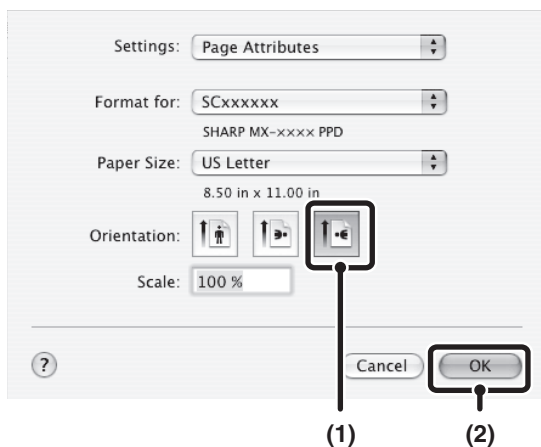 Settings: Page Attributes
Format for: SCxxxxxx
SHARP MX-xxxx PPD
Paper Size: US Letter
8.50 in x 11.00 in
Orientation:
Scale: 100 %
? Cancel OK
(1) (2)